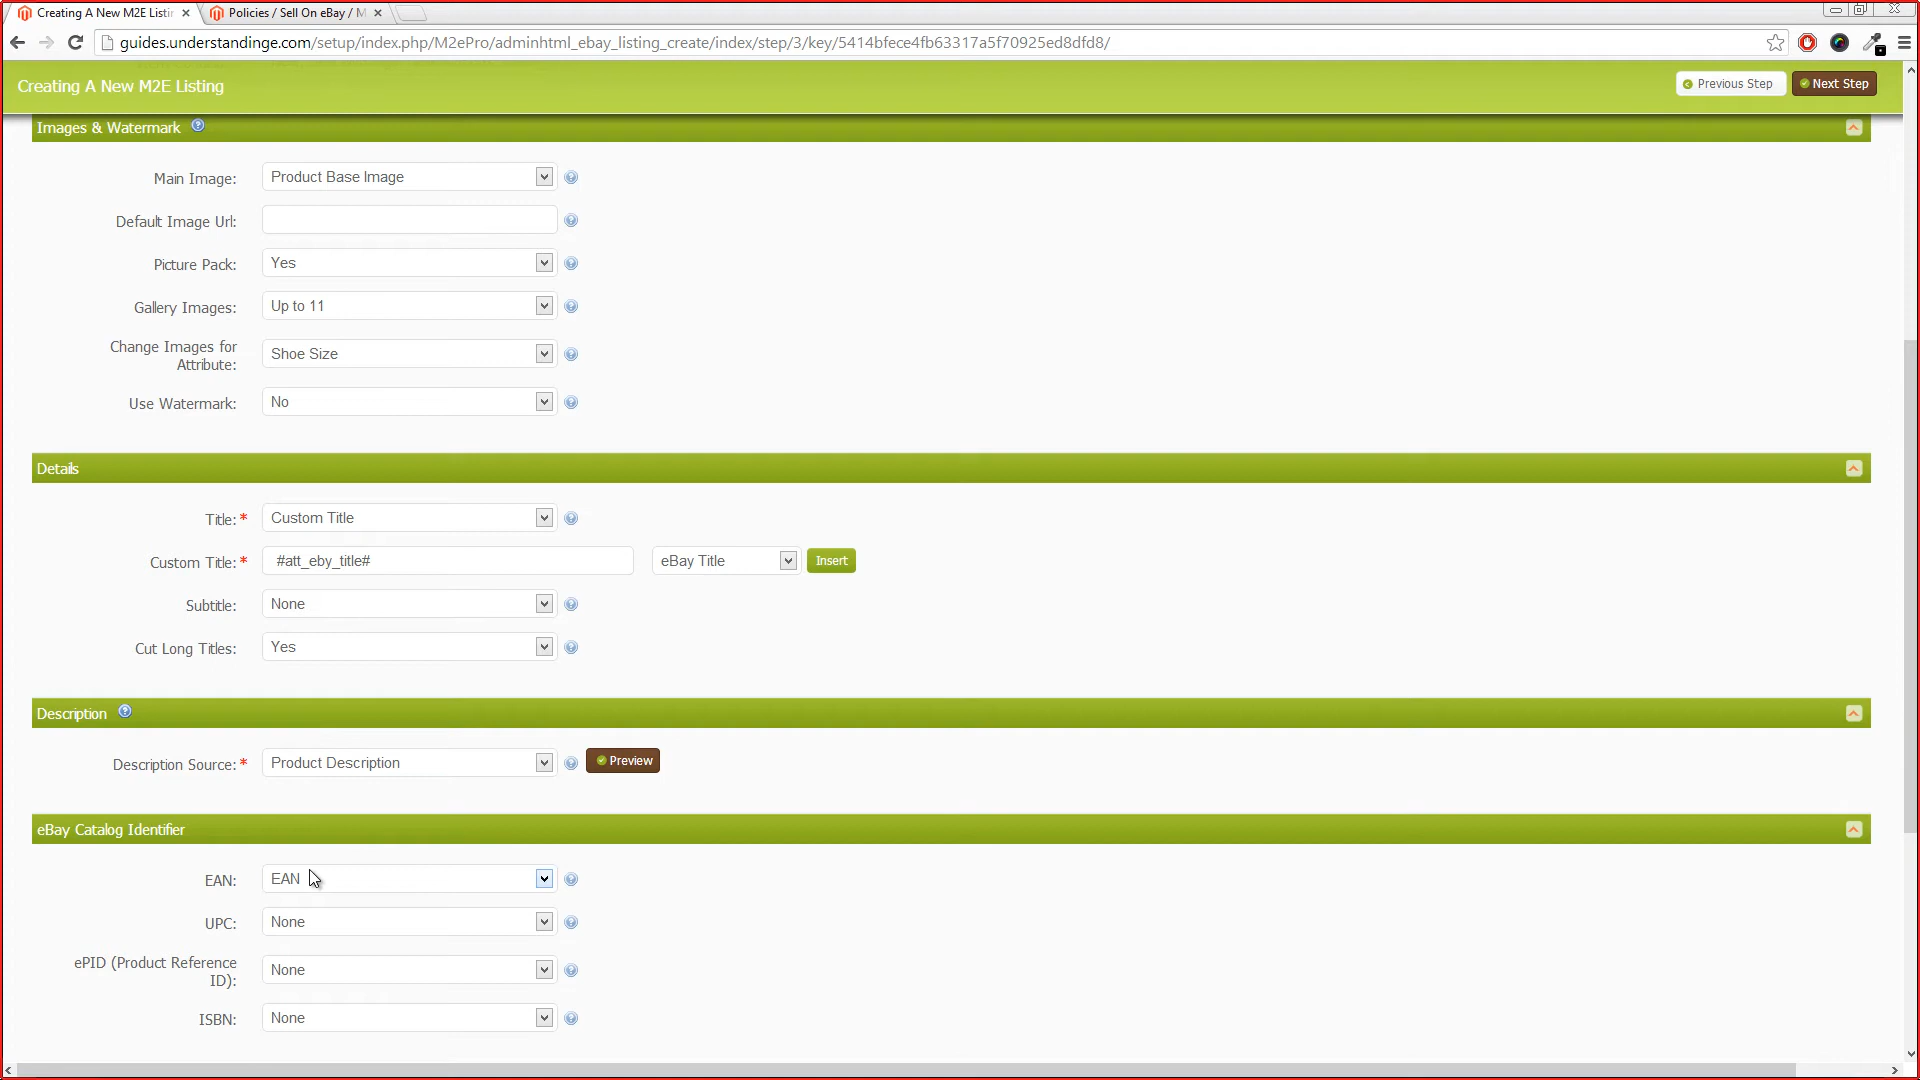 Creating A New M2E Listin
Policies / Sell On eBay / M
guides.understandinge.com/setup/index.php/M2ePro/adminhtml_ebay_listing_create/index/step/3/key/5414bfece4fb63317a5f70925ed8dfd8/
Creating A New M2E Listing
Previous Step
Next Step
Images & Watermark
Main Image: Product Base Image
Default Image Url:
Picture Pack: Yes
Gallery Images: Up to 11
Change Images for
Attribute: Shoe Size
Use Watermark: No
Details
Title:* Custom Title
Custom Title:* #att_eby_title# eBay Title Insert
Subtitle: None
Cut Long Titles: Yes
Description
Description Source:* Product Description Preview
eBay Catalog Identifier
EAN: EAN
UPC: None
ePID (Product Reference
ID): None
ISBN: None